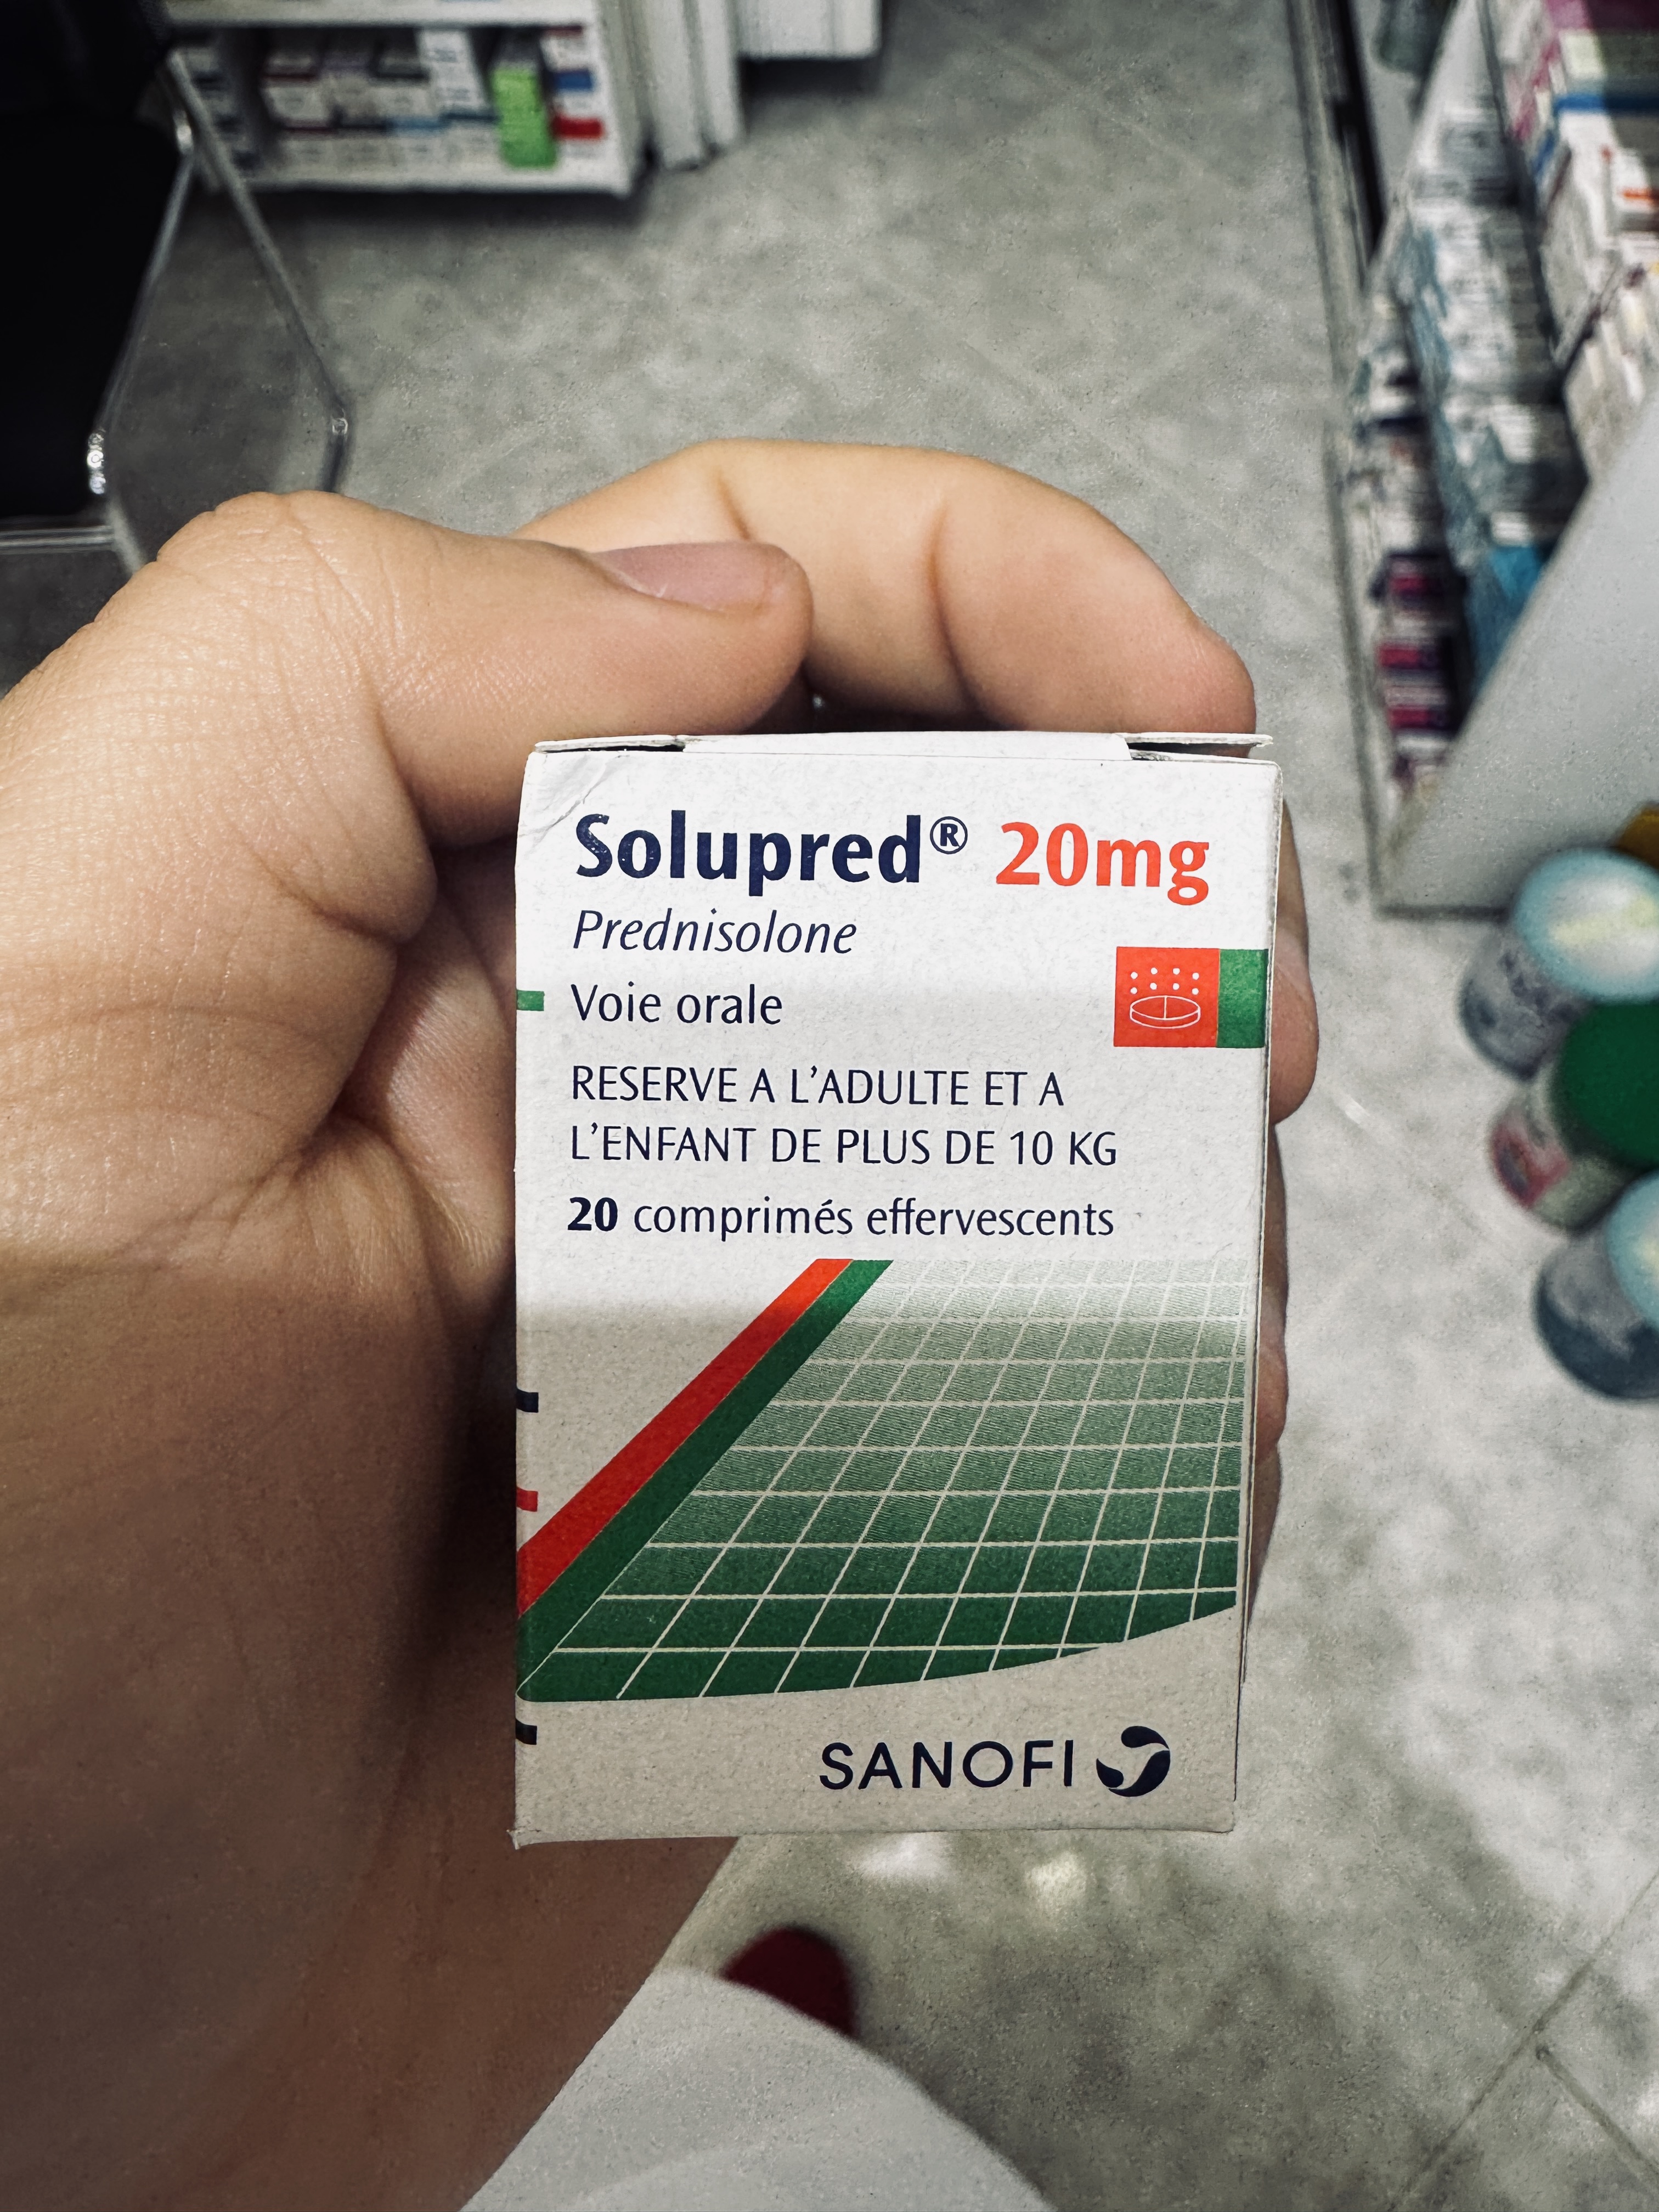 Solupred® 20mg
Prednisolone
Voie orale
RESERVE A L'ADULTE ET A
L'ENFANT DE PLUS DE 10 KG
20 comprimés effervescents
SANOFI